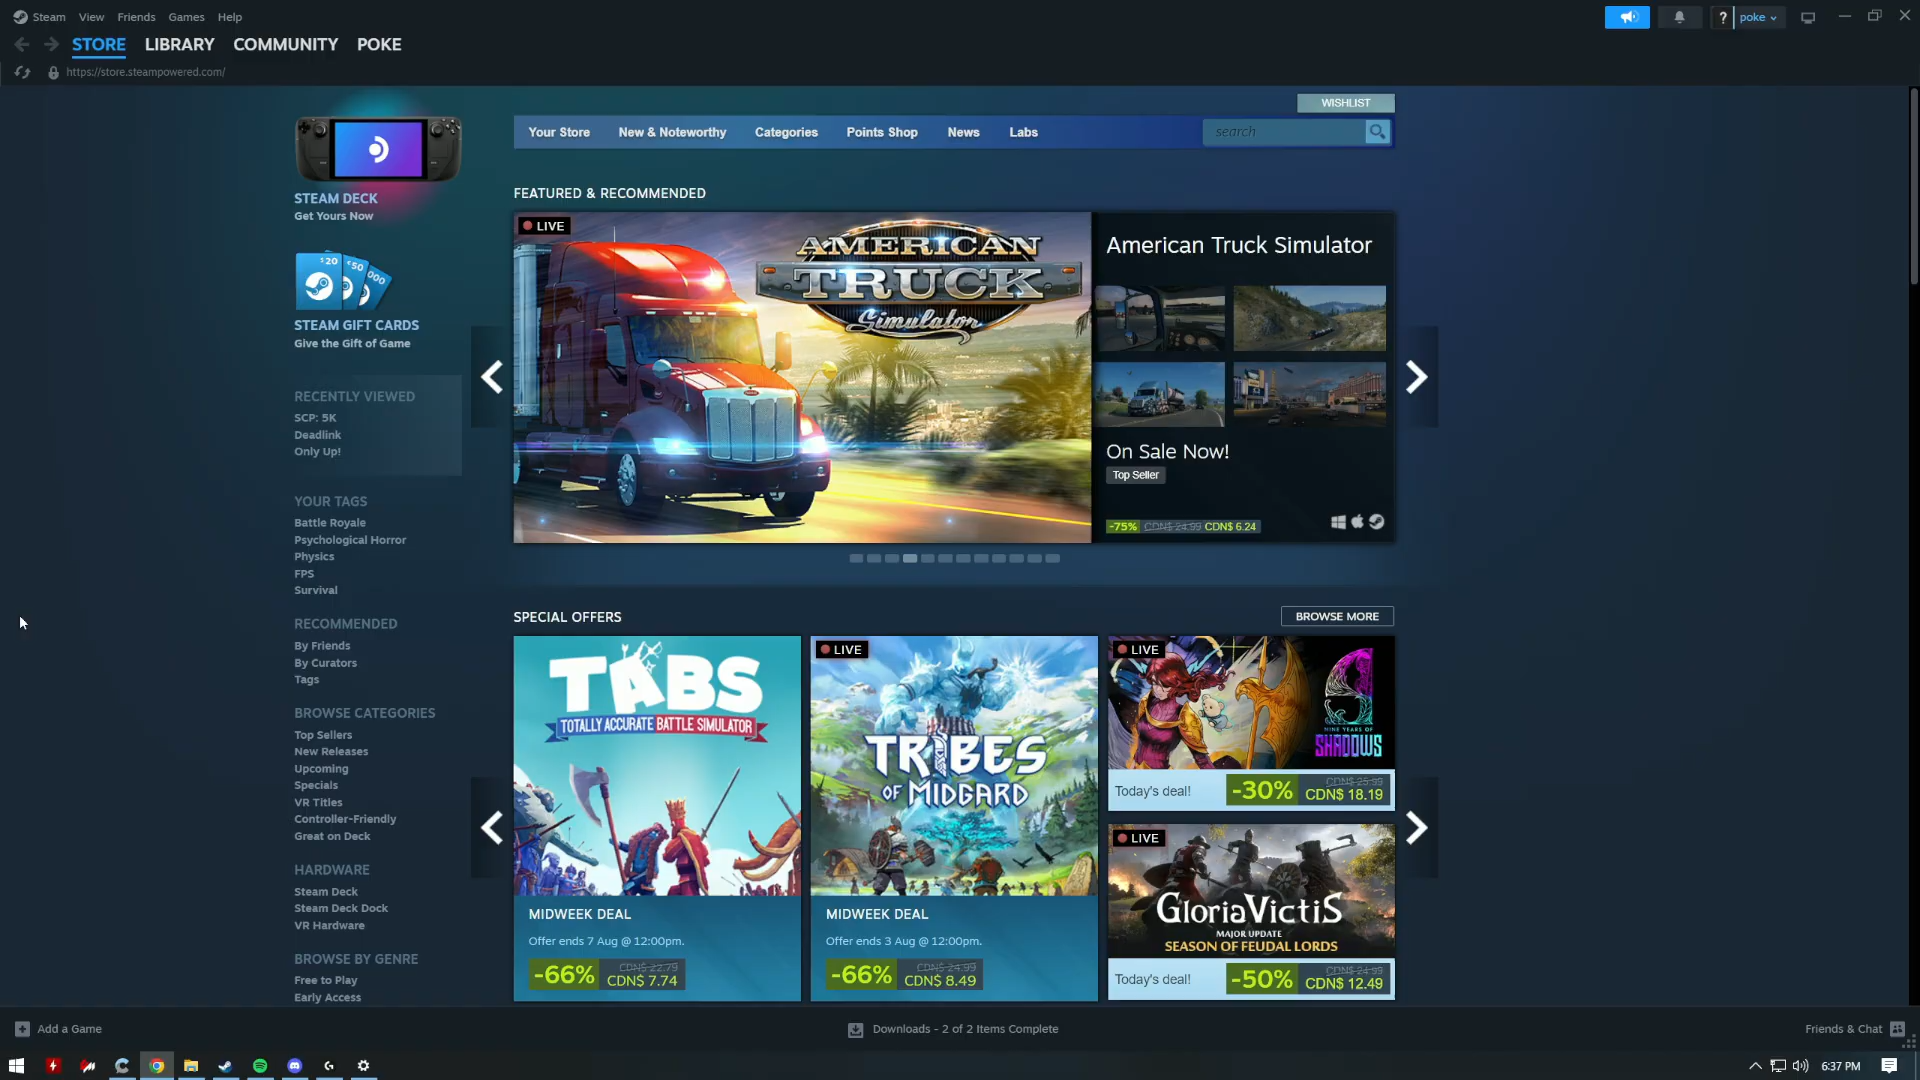 Steam View Friends Games Help
? poke
STORE LIBRARY COMMUNITY POKE
https://store.steampowered.com/
WISHLIST
Your Store New & Noteworthy Categories Points Shop News Labs search
STEAM DECK
Get Yours Now
$20 €50 000
STEAM GIFT CARDS
Give the Gift of Game
RECENTLY VIEWED
SCP: 5K
Deadlink
Only Up!
YOUR TAGS
Battle Royale
Psychological Horror
Physics
FPS
Survival
RECOMMENDED
By Friends
By Curators
Tags
BROWSE CATEGORIES
Top Sellers
New Releases
Upcoming
Specials
VR Titles
Controller-Friendly
Great on Deck
HARDWARE
Steam Deck
Steam Deck Dock
VR Hardware
BROWSE BY GENRE
Free to Play
Early Access
FEATURED & RECOMMENDED
LIVE
AMERICAN
TRUCK
Simulator
American Truck Simulator
On Sale Now!
Top Seller
-75% CDN$ 24.99 CDN$ 6.24
SPECIAL OFFERS
BROWSE MORE
TABS
TOTALLY ACCURATE BATTLE SIMULATOR
MIDWEEK DEAL
Offer ends 7 Aug @ 12:00pm.
-66% CDN$ 22.79
CDN$ 7.74
LIVE
TRIBES
OF MIDGARD
MIDWEEK DEAL
Offer ends 3 Aug @ 12:00pm.
-66% CDN$ 24.99
CDN$ 8.49
LIVE
9
NINE YEARS OF
SHADOWS
Today's deal! -30% CDN$ 25.99
CDN$ 18.19
LIVE
GLORIA VICTIS
MAJOR UPDATE
SEASON OF FEUDAL LORDS
Today's deal! -50% CDN$ 24.99
CDN$ 12.49
Add a Game
Downloads - 2 of 2 Items Complete
Friends & Chat
6:37 PM